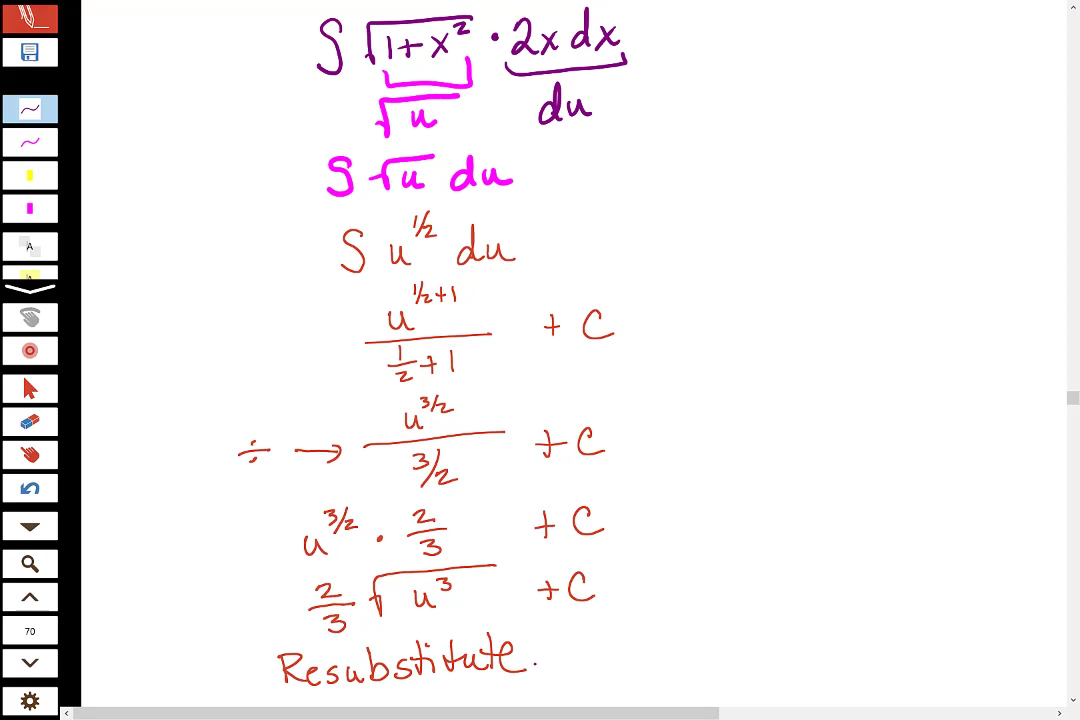 ∫ √(1+x²) · 2x dx
√u du
∫ √u du
∫ u^(1/2) du
u^(1/2+1) / (1/2 + 1) + C
÷ → u^(3/2) / (3/2) + C
u^(3/2) · 2/3 + C
2/3 √(u³) + C
Resubstitute.
A
70